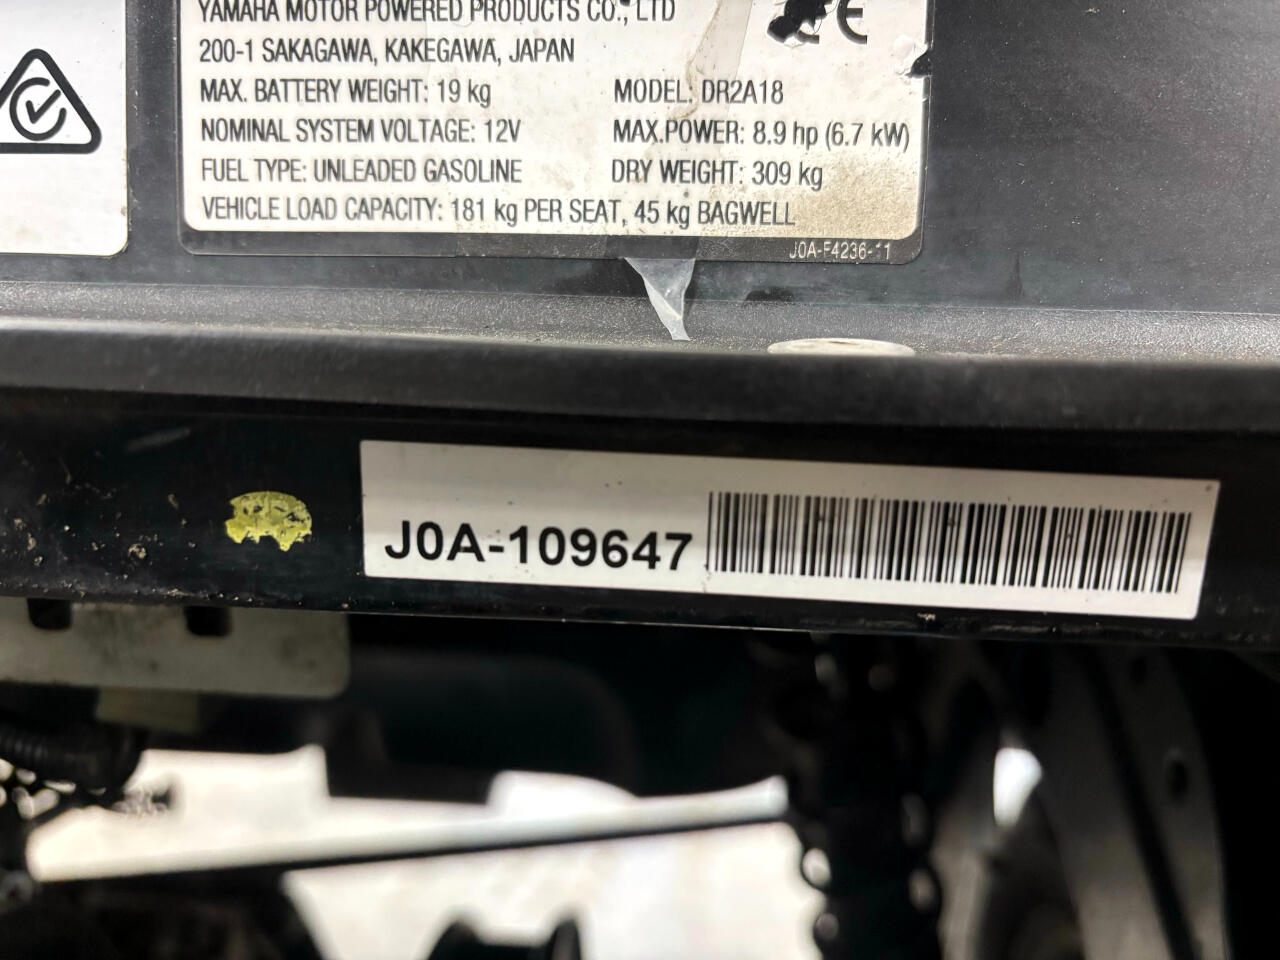 YAMAHA MOTOR POWERED PRODUCTS CO., LTD
CE
200-1 SAKAGAWA, KAKEGAWA, JAPAN
MAX. BATTERY WEIGHT: 19 kg MODEL: DR2A18
NOMINAL SYSTEM VOLTAGE: 12V MAX.POWER: 8.9 hp (6.7 kW)
FUEL TYPE: UNLEADED GASOLINE DRY WEIGHT: 309 kg
VEHICLE LOAD CAPACITY: 181 kg PER SEAT, 45 kg BAGWELL
J0A-F4236-11
J0A-109647